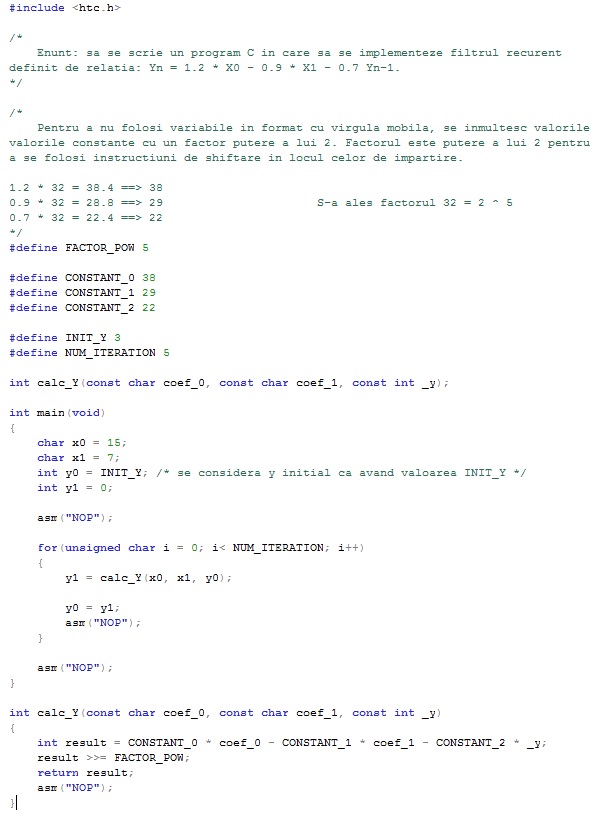 #include <htc.h>
/*
Enunt: sa se scrie un program C in care sa se implementeze filtrul recurent
definit de relatia: Yn = 1.2 * X0 - 0.9 * X1 - 0.7 Yn-1.
*/
/*
Pentru a nu folosi variabile in format cu virgula mobila, se inmultesc valorile
valorile constante cu un factor putere a lui 2. Factorul este putere a lui 2 pentru
a se folosi instructiuni de shiftare in locul celor de impartire.
1.2 * 32 = 38.4 ==> 38
0.9 * 32 = 28.8 ==> 29 S-a ales factorul 32 = 2 ^ 5
0.7 * 32 = 22.4 ==> 22
*/
#define FACTOR_POW 5
#define CONSTANT_0 38
#define CONSTANT_1 29
#define CONSTANT_2 22
#define INIT_Y 3
#define NUM_ITERATION 5
int calc_Y(const char coef_0, const char coef_1, const int _y);
int main(void)
{
char x0 = 15;
char x1 = 7;
int y0 = INIT_Y; /* se considera y initial ca avand valoarea INIT_Y */
int y1 = 0;
asm("NOP");
for(unsigned char i = 0; i< NUM_ITERATION; i++)
{
y1 = calc_Y(x0, x1, y0);
y0 = y1;
asm("NOP");
}
asm("NOP");
}
int calc_Y(const char coef_0, const char coef_1, const int _y)
{
int result = CONSTANT_0 * coef_0 - CONSTANT_1 * coef_1 - CONSTANT_2 * _y;
result >>= FACTOR_POW;
return result;
asm("NOP");
}